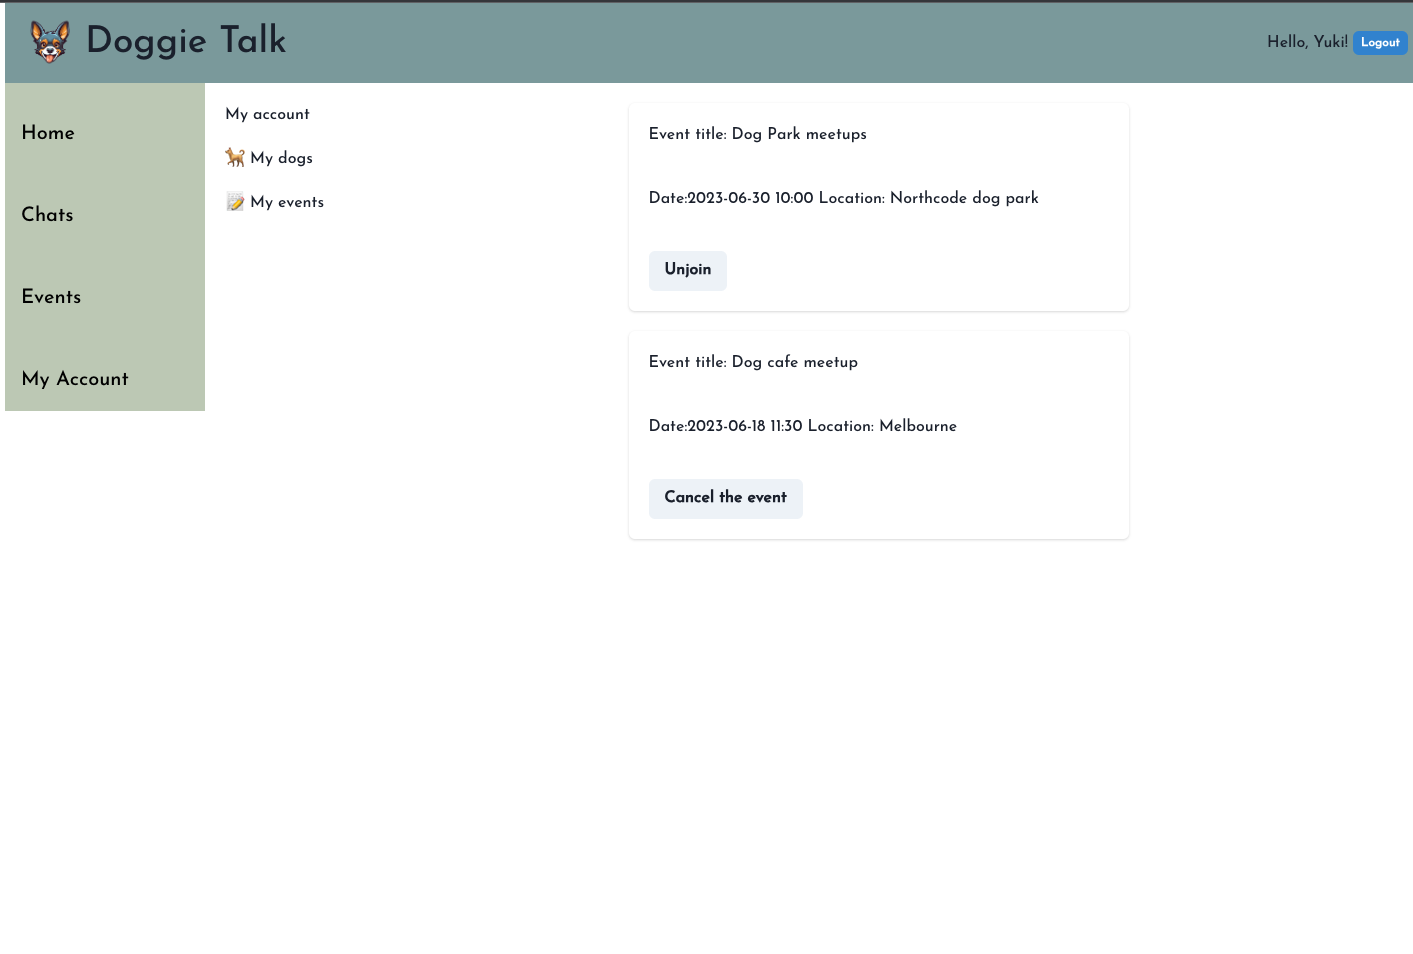 Doggie Talk
Hello, Yuki! Logout
Home
Chats
Events
My Account
My account
🐕 My dogs
📝 My events
Event title: Dog Park meetups
Date:2023-06-30 10:00 Location: Northcode dog park
Unjoin
Event title: Dog cafe meetup
Date:2023-06-18 11:30 Location: Melbourne
Cancel the event